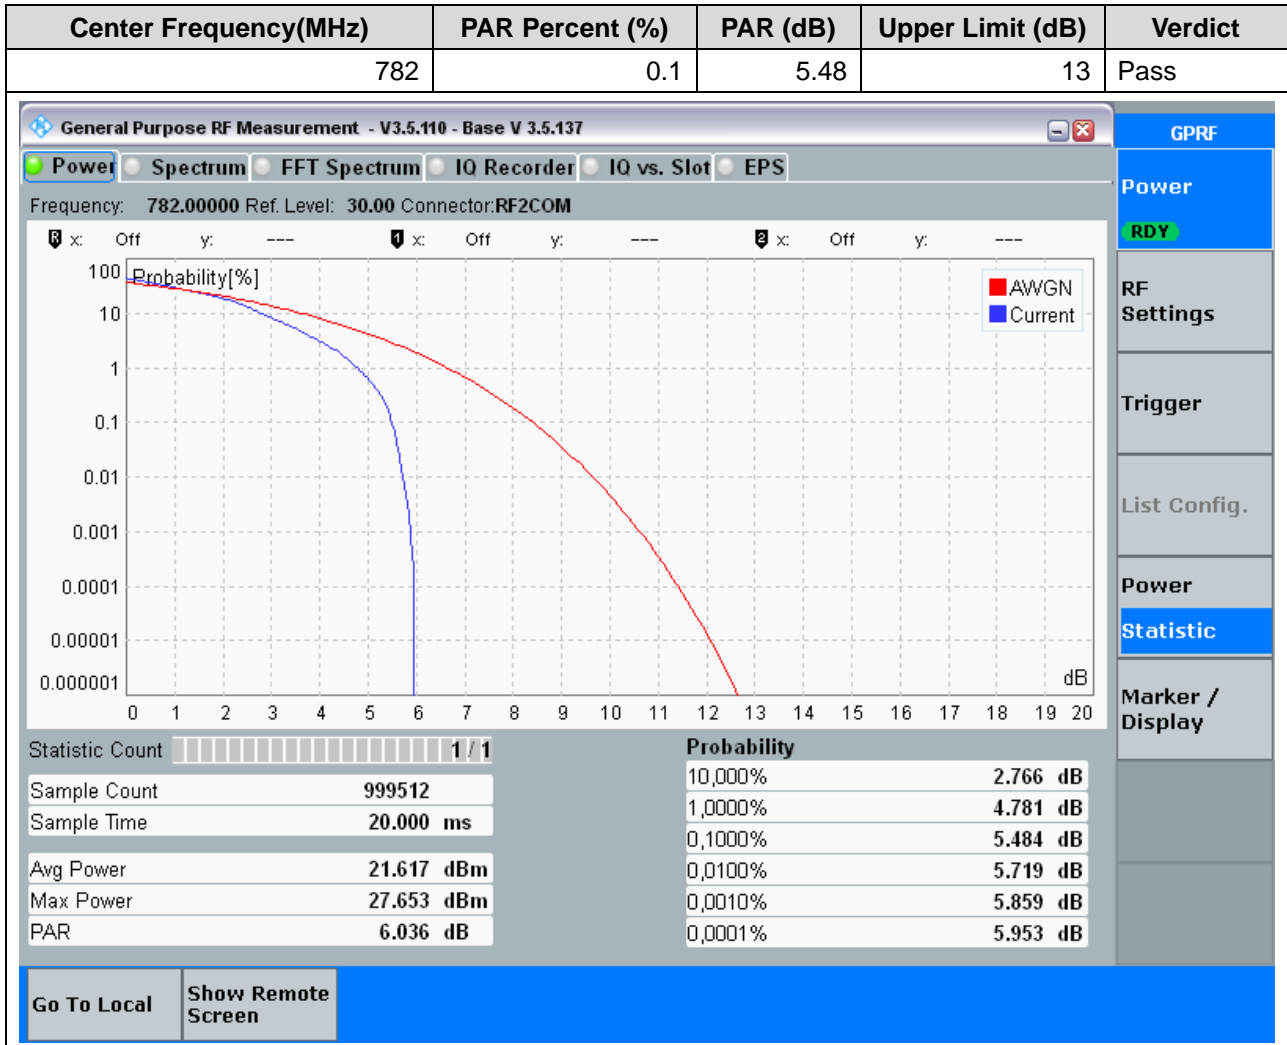 Center Frequency(MHz) PAR Percent (%) PAR (dB) Upper Limit (dB) Verdict
782 0.1 5.48 13 Pass
General Purpose RF Measurement - V3.5.110 - Base V 3.5.137
GPRF
Power Spectrum FFT Spectrum IQ Recorder IQ vs. Slot EPS
Power
RDY
Frequency: 782.00000 Ref. Level: 30.00 Connector:RF2COM
R x: Off y: --- 1 x: Off y: --- 2 x: Off y: ---
Probability[%]
AWGN
Current
100
10
1
0.1
0.01
0.001
0.0001
0.00001
0.000001
dB
0 1 2 3 4 5 6 7 8 9 10 11 12 13 14 15 16 17 18 19 20
RF
Settings
Trigger
List Config.
Power
Statistic
Marker /
Display
Statistic Count 1 / 1
Sample Count 999512
Sample Time 20.000 ms
Avg Power 21.617 dBm
Max Power 27.653 dBm
PAR 6.036 dB
Probability
10,000% 2.766 dB
1,0000% 4.781 dB
0,1000% 5.484 dB
0,0100% 5.719 dB
0,0010% 5.859 dB
0,0001% 5.953 dB
Go To Local
Show Remote
Screen